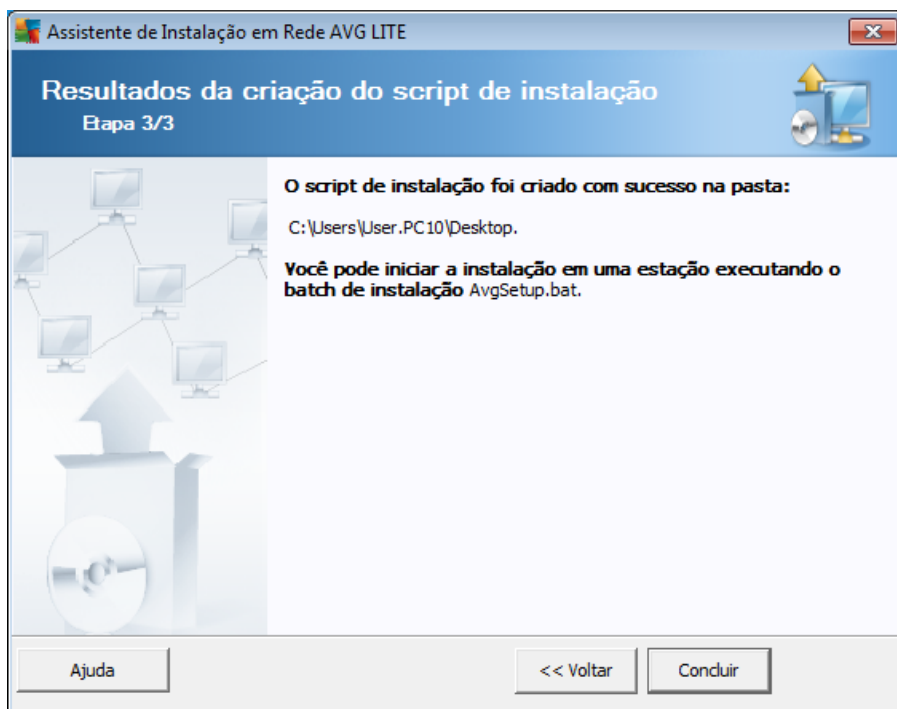 Assistente de Instalação em Rede AVG LITE
Resultados da criação do script de instalação
Etapa 3/3
O script de instalação foi criado com sucesso na pasta:
C:\Users\User.PC10\Desktop.
Você pode iniciar a instalação em uma estação executando o
batch de instalação AvgSetup.bat.
Ajuda
<< Voltar
Concluir